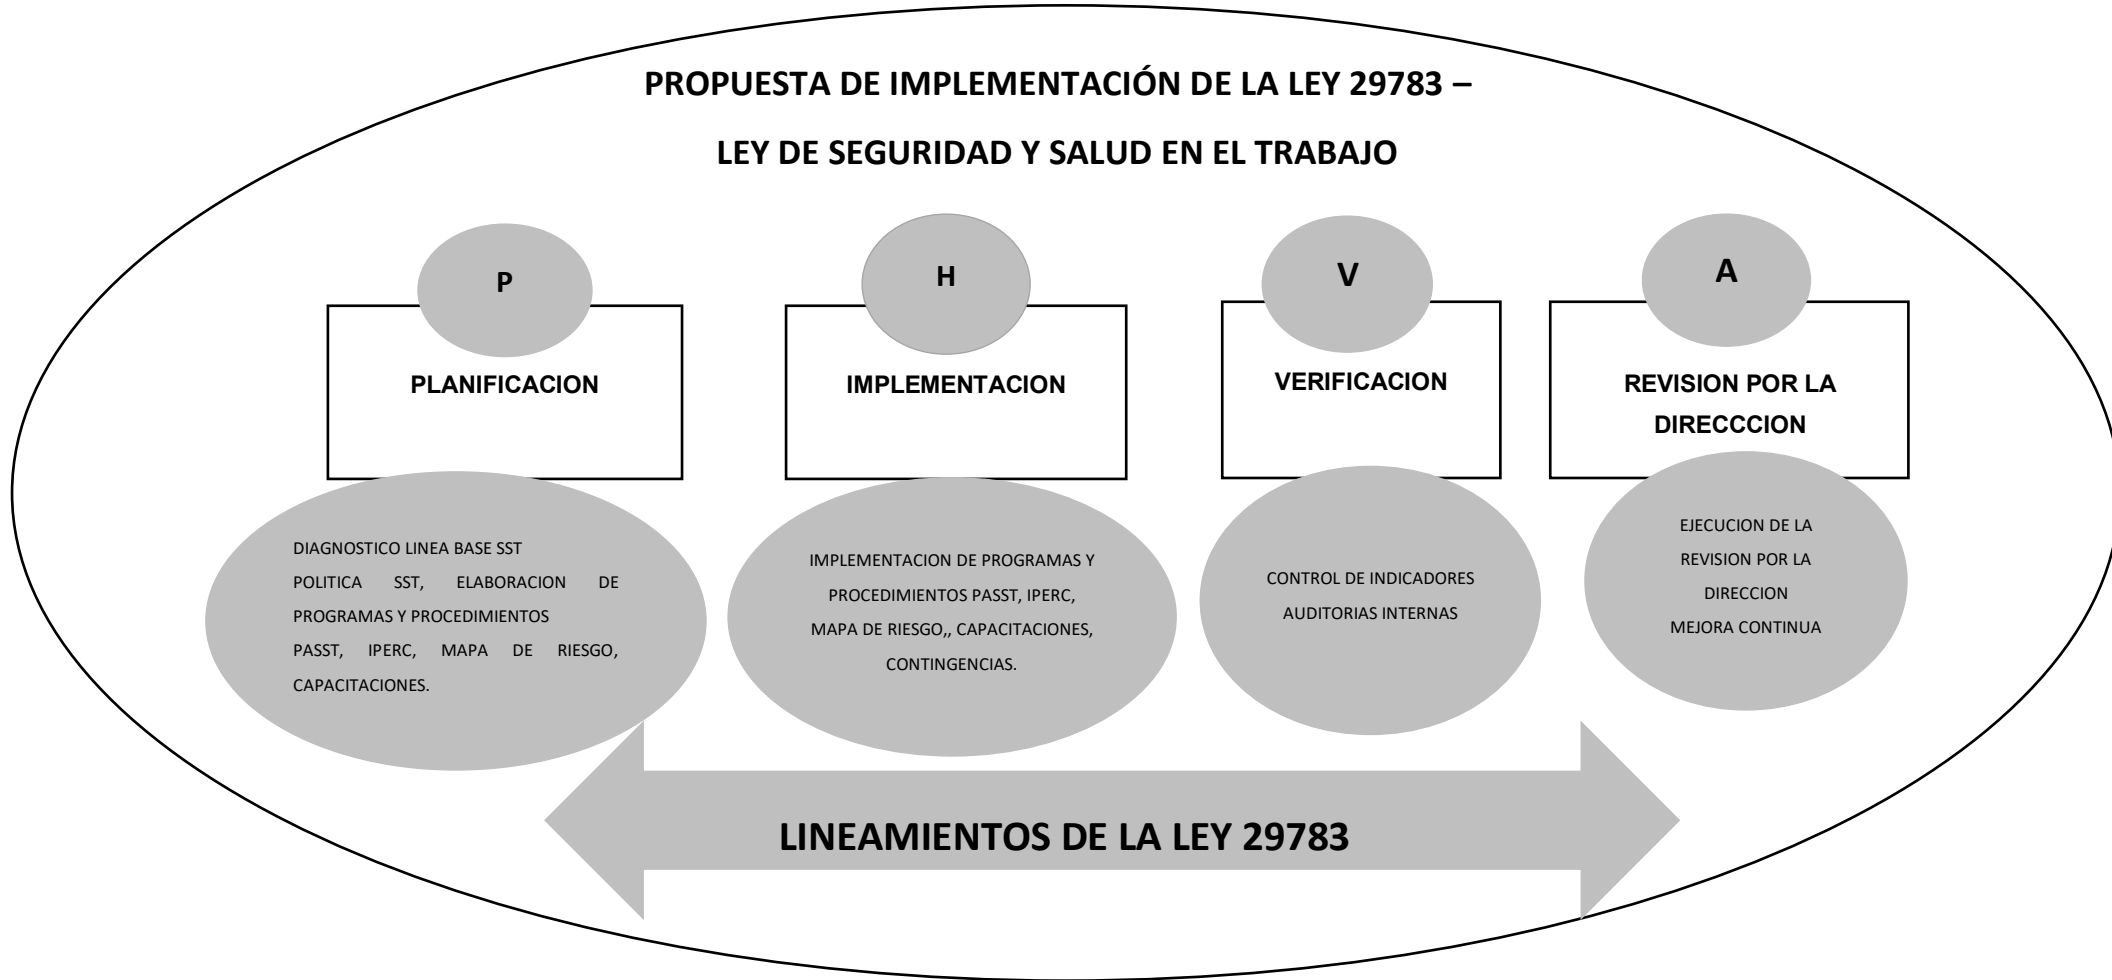 PROPUESTA DE IMPLEMENTACIÓN DE LA LEY 29783 –
LEY DE SEGURIDAD Y SALUD EN EL TRABAJO
P
PLANIFICACION
DIAGNOSTICO LINEA BASE SST
POLITICA SST, ELABORACION DE
PROGRAMAS Y PROCEDIMIENTOS
PASST, IPERC, MAPA DE RIESGO,
CAPACITACIONES.
H
IMPLEMENTACION
IMPLEMENTACION DE PROGRAMAS Y
PROCEDIMIENTOS PASST, IPERC,
MAPA DE RIESGO,, CAPACITACIONES,
CONTINGENCIAS.
V
VERIFICACION
CONTROL DE INDICADORES
AUDITORIAS INTERNAS
A
REVISION POR LA
DIRECCCION
EJECUCION DE LA
REVISION POR LA
DIRECCION
MEJORA CONTINUA
LINEAMIENTOS DE LA LEY 29783